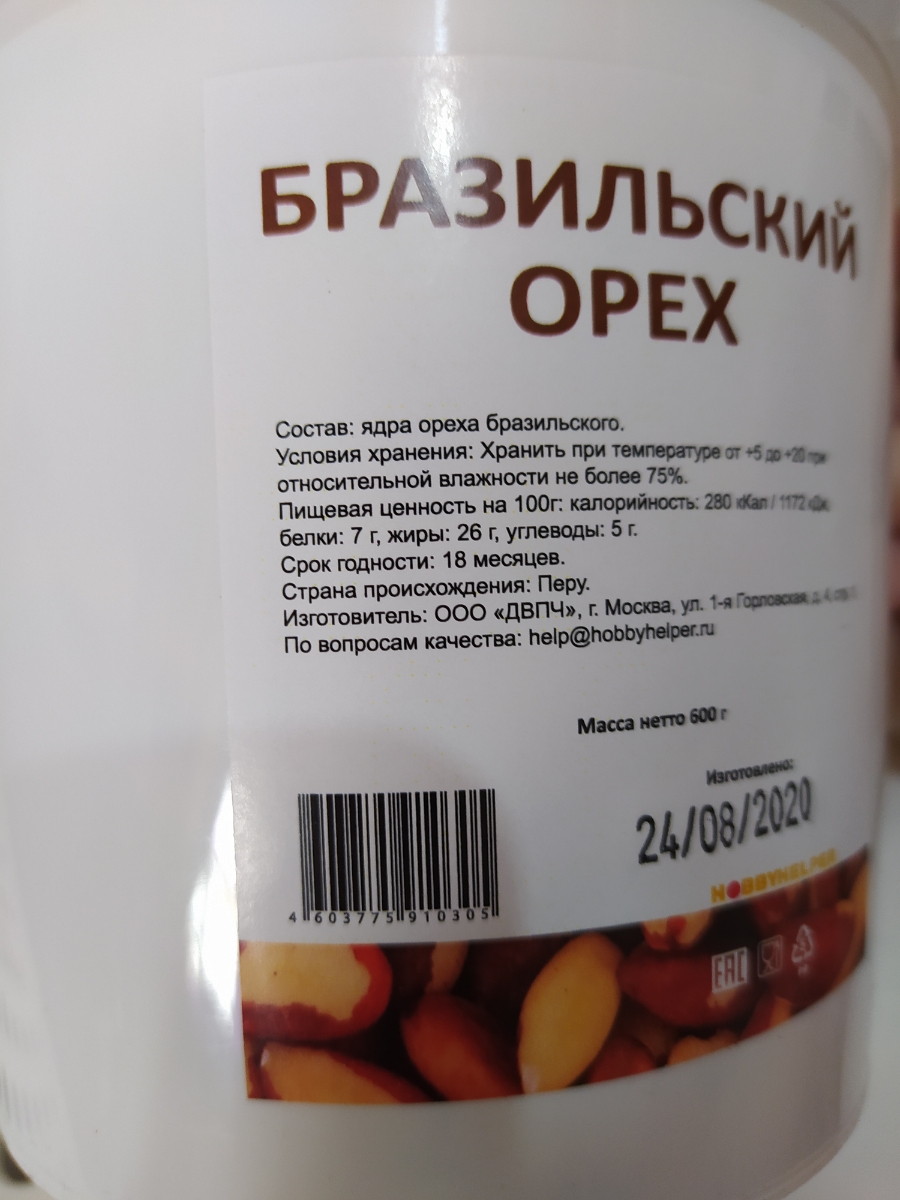 БРАЗИЛЬСКИЙ
ОРЕХ
Состав: ядра ореха бразильского.
Условия хранения: Хранить при температуре от +5 до +20 при
относительной влажности не более 75%.
Пищевая ценность на 100г: калорийность: 280 кКал / 1172 кДж,
белки: 7 г, жиры: 26 г, углеводы: 5 г.
Срок годности: 18 месяцев.
Страна происхождения: Перу.
Изготовитель: ООО «ДВПЧ», г. Москва, ул. 1-я Горловская, д. 4,
По вопросам качества: help@hobbyhelper.ru
Масса нетто 600 г
Изготовлено:
24/08/2020
HOBBYHELPER
4 603775 910305
EAC